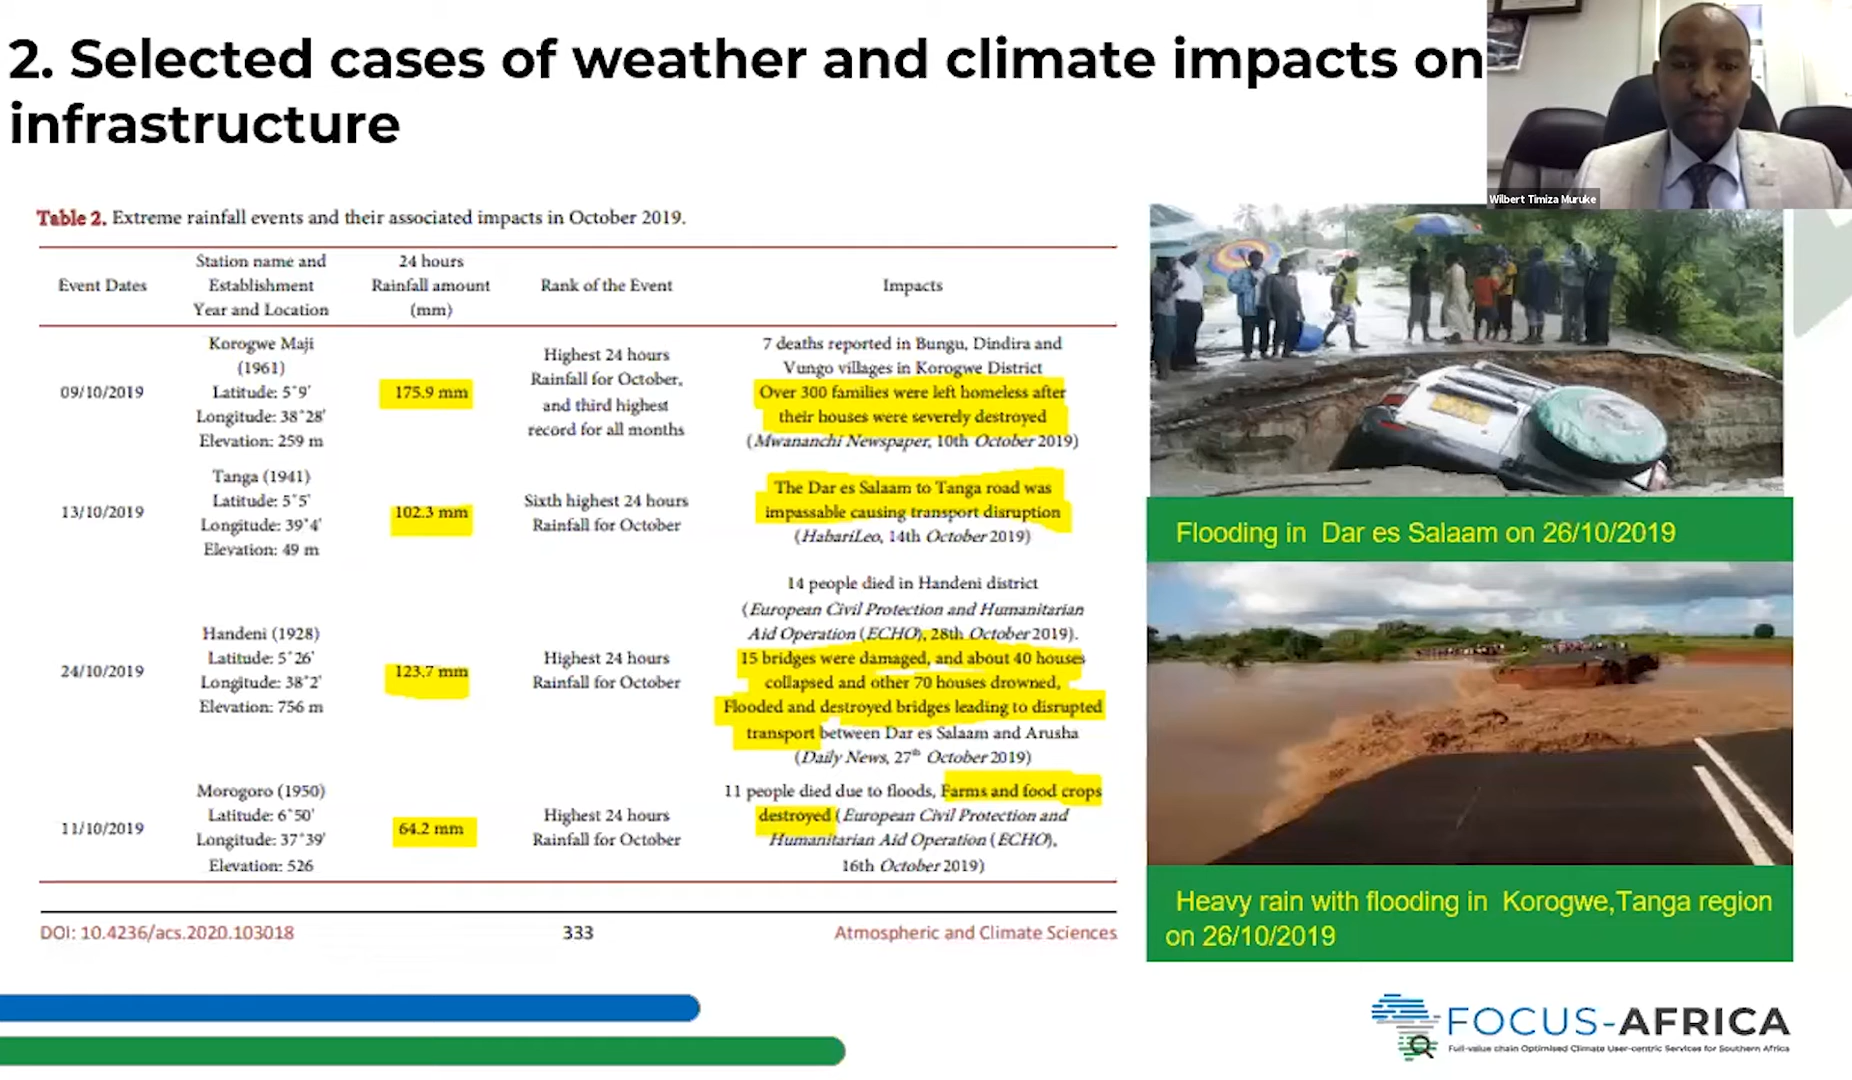 2. Selected cases of weather and climate impacts on
infrastructure
Wilbert Timiza Muruke
Table 2. Extreme rainfall events and their associated impacts in October 2019.
Event Dates
Station name and
Establishment
Year and Location
24 hours
Rainfall amount
(mm)
Rank of the Event
Impacts
09/10/2019
Korogwe Maji
(1961)
Latitude: 5˚9′
Longitude: 38˚28′
Elevation: 259 m
175.9 mm
Highest 24 hours
Rainfall for October,
and third highest
record for all months
7 deaths reported in Bungu, Dindira and
Vungo villages in Korogwe District
Over 300 families were left homeless after
their houses were severely destroyed
(Mwananchi Newspaper, 10th October 2019)
13/10/2019
Tanga (1941)
Latitude: 5˚5′
Longitude: 39˚4′
Elevation: 49 m
102.3 mm
Sixth highest 24 hours
Rainfall for October
The Dar es Salaam to Tanga road was
impassable causing transport disruption
(HabariLeo, 14th October 2019)
24/10/2019
Handeni (1928)
Latitude: 5˚26′
Longitude: 38˚2′
Elevation: 756 m
123.7 mm
Highest 24 hours
Rainfall for October
14 people died in Handeni district
(European Civil Protection and Humanitarian
Aid Operation (ECHO), 28th October 2019).
15 bridges were damaged, and about 40 houses
collapsed and other 70 houses drowned,
Flooded and destroyed bridges leading to disrupted
transport between Dar es Salaam and Arusha
(Daily News, 27th October 2019)
11/10/2019
Morogoro (1950)
Latitude: 6˚50′
Longitude: 37˚39′
Elevation: 526
64.2 mm
Highest 24 hours
Rainfall for October
11 people died due to floods, Farms and food crops
destroyed (European Civil Protection and
Humanitarian Aid Operation (ECHO),
16th October 2019)
DOI: 10.4236/acs.2020.103018
333
Atmospheric and Climate Sciences
Flooding in Dar es Salaam on 26/10/2019
Heavy rain with flooding in Korogwe,Tanga region
on 26/10/2019
FOCUS-AFRICA
Full-value chain Optimised Climate User-centric Services for Southern Africa